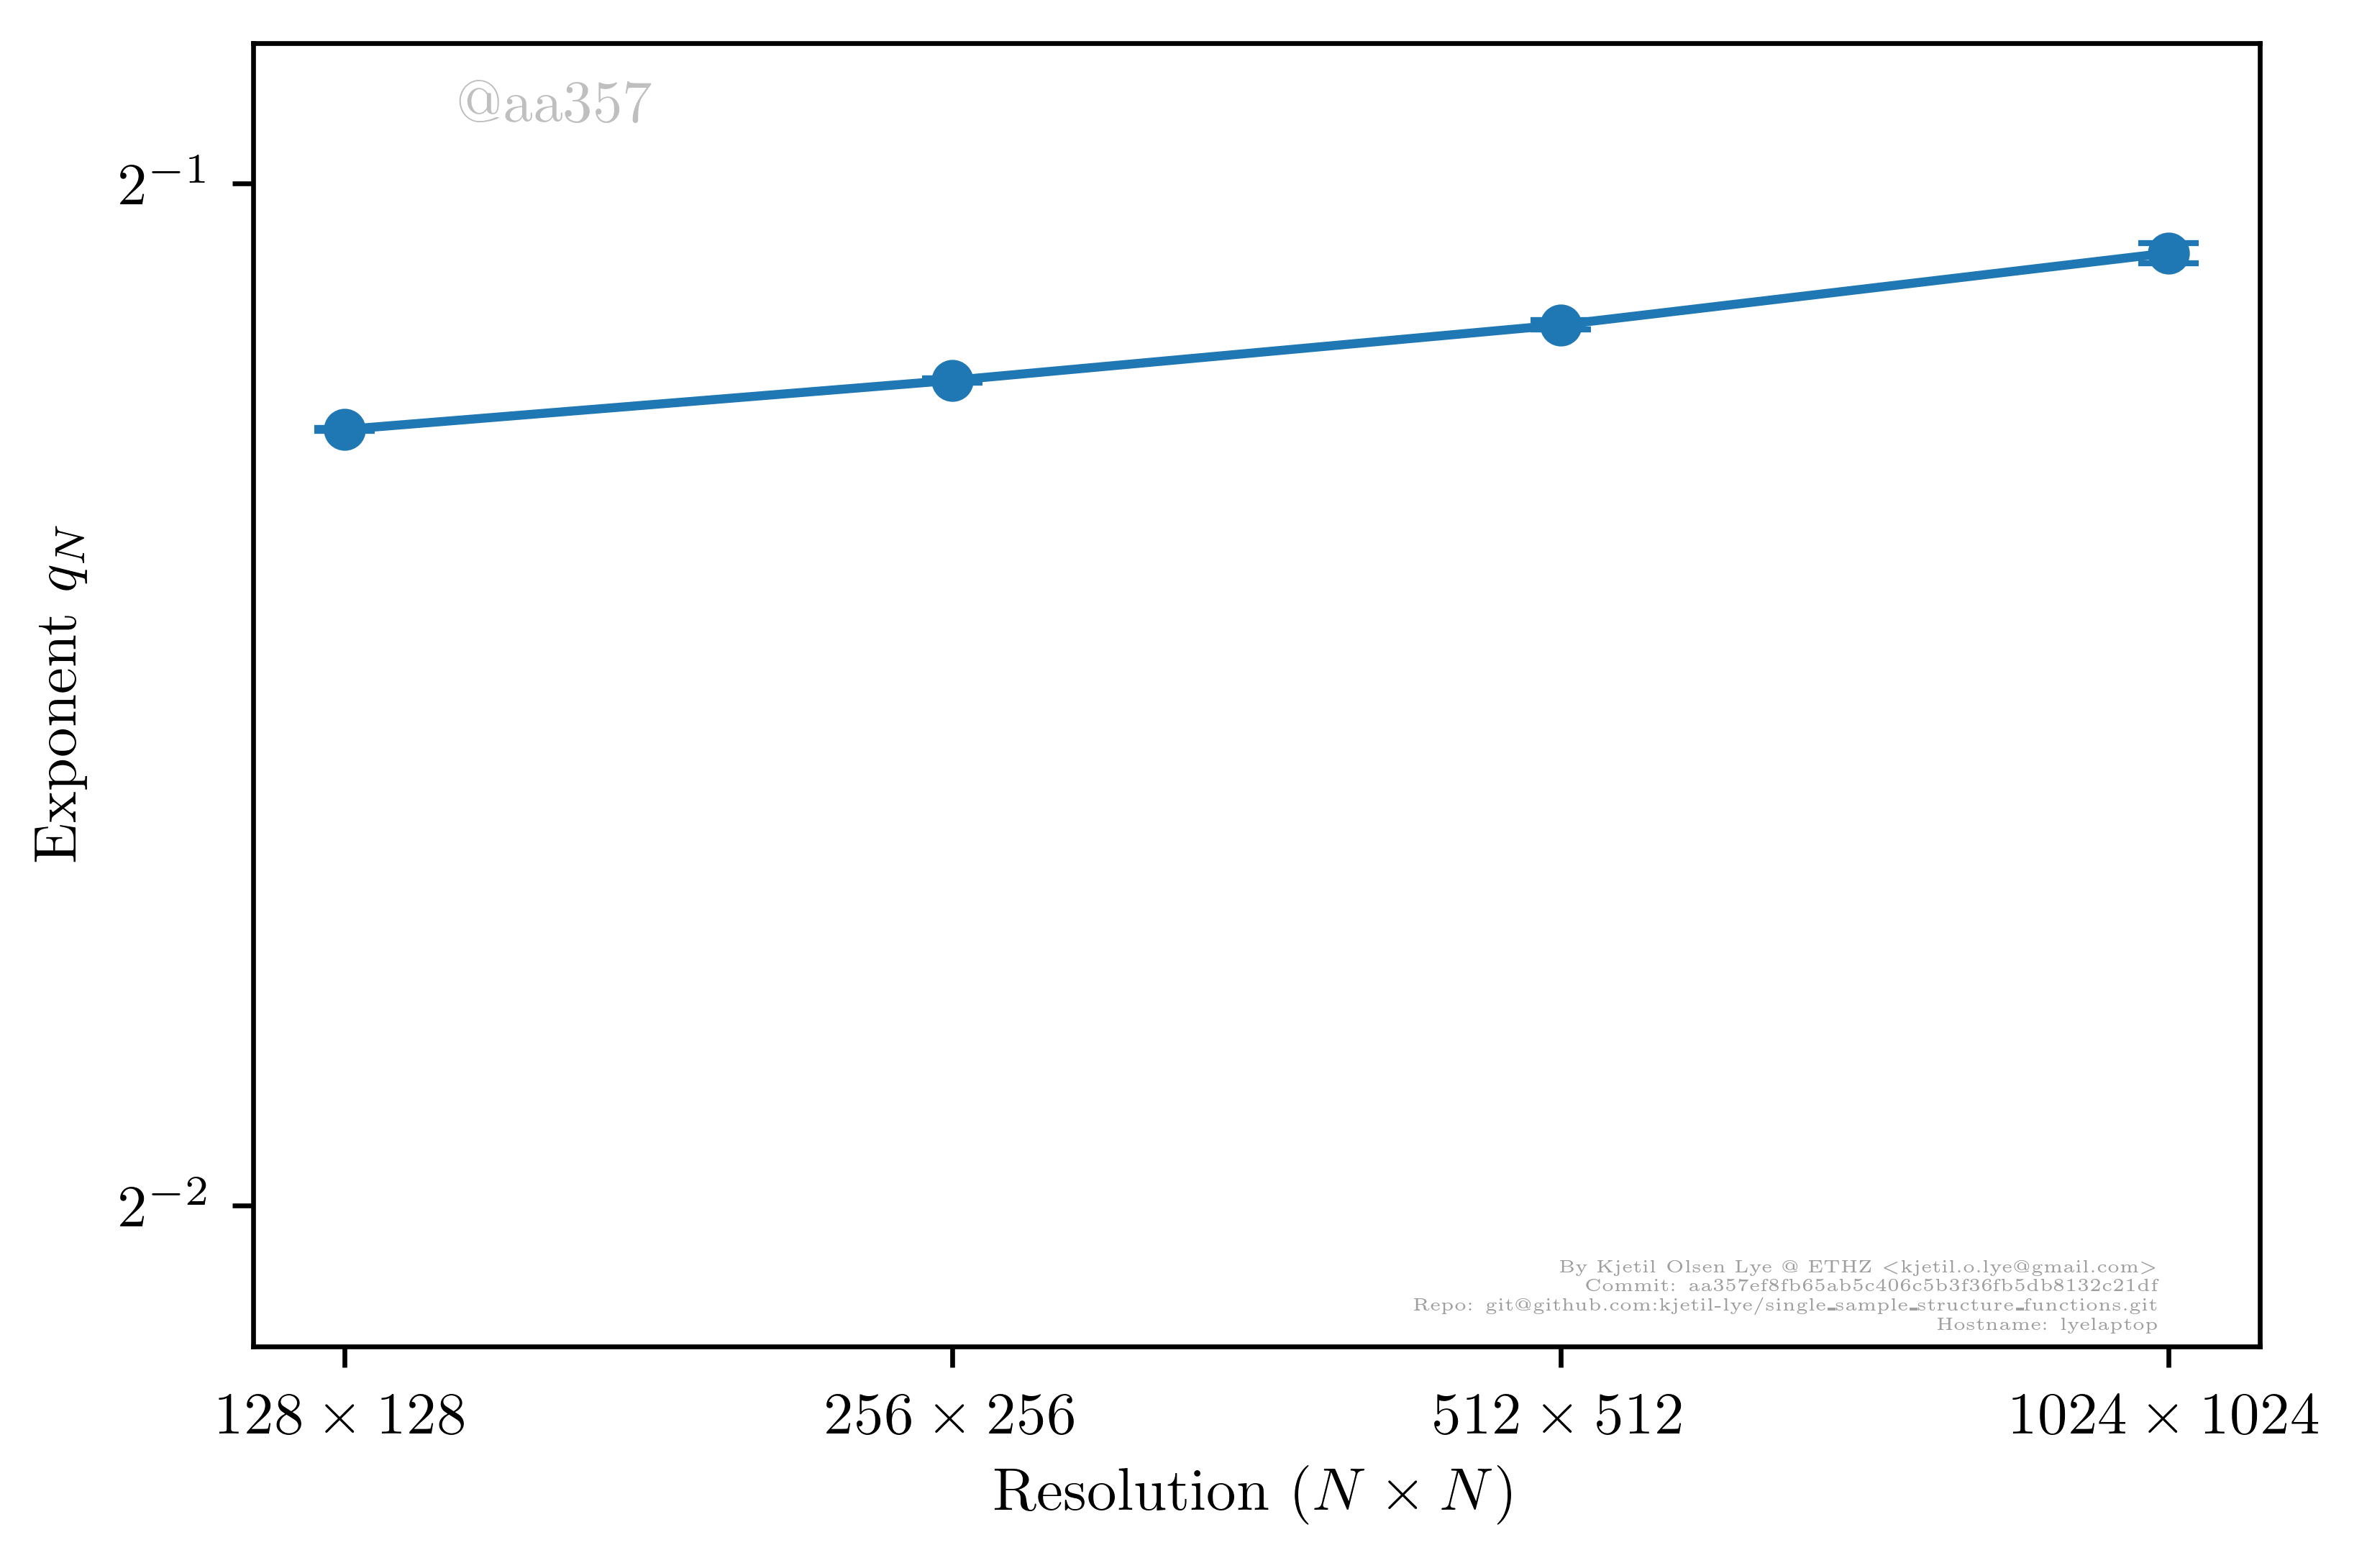 @aa357
2⁻¹
Exponent q_N
2⁻²
By Kjetil Olsen Lye @ ETHZ <kjetil.o.lye@gmail.com>
Commit: aa357ef8fb65ab5c406c5b3f36fb5db8132c21df
Repo: git@github.com:kjetil-lye/single_sample_structure_functions.git
Hostname: lyelaptop
128 × 128 256 × 256 512 × 512 1024 × 1024
Resolution (N × N)